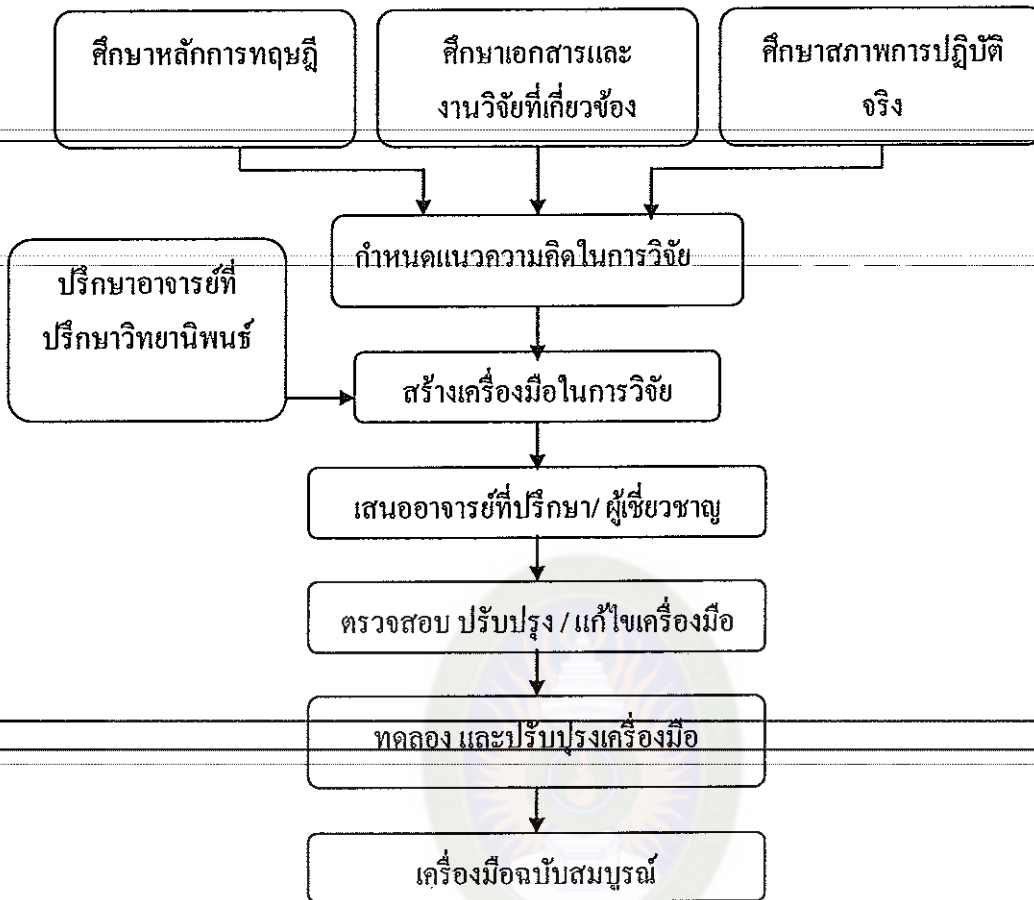 ศึกษาหลักการทฤษฎี
ศึกษาเอกสารและ
งานวิจัยที่เกี่ยวข้อง
ศึกษาสภาพการปฏิบัติ
จริง
กำหนดแนวความคิดในการวิจัย
ปรึกษาอาจารย์ที่
ปรึกษาวิทยานิพนธ์
สร้างเครื่องมือในการวิจัย
เสนออาจารย์ที่ปรึกษา/ ผู้เชี่ยวชาญ
ตรวจสอบ ปรับปรุง / แก้ไขเครื่องมือ
ทดลอง และปรับปรุงเครื่องมือ
เครื่องมือฉบับสมบูรณ์